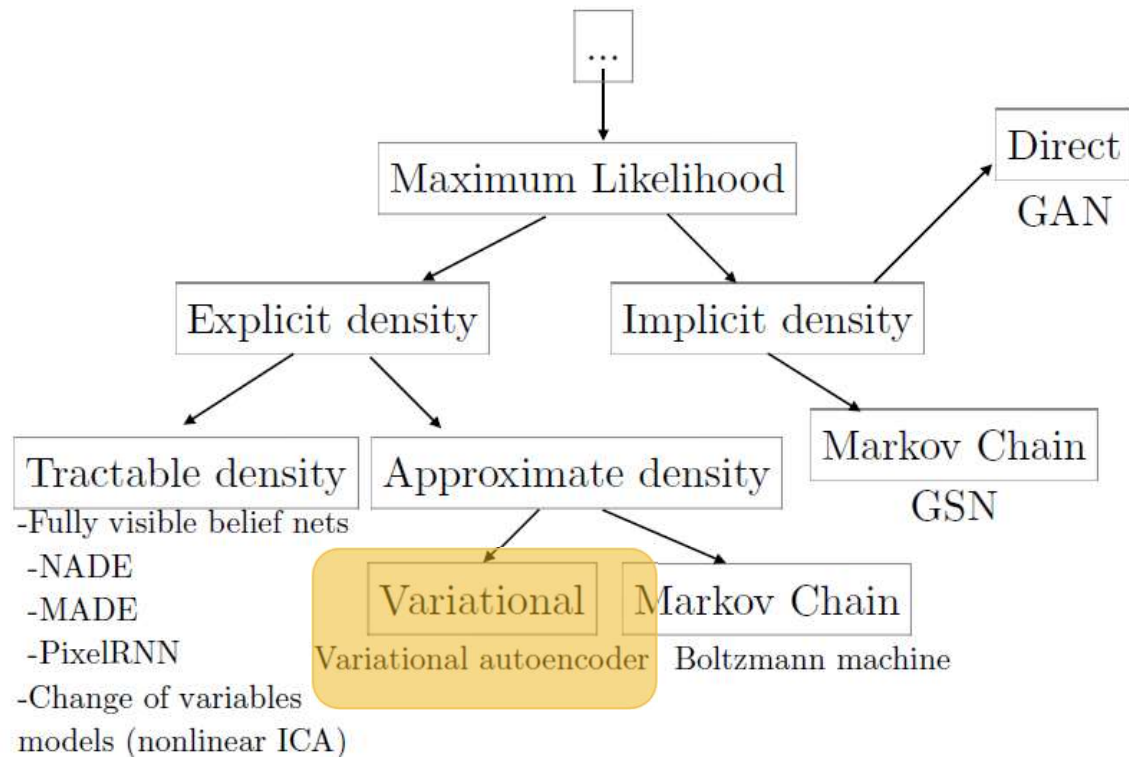 ...
Maximum Likelihood
Direct
GAN
Explicit density
Implicit density
Tractable density
-Fully visible belief nets
-NADE
-MADE
-PixelRNN
-Change of variables
models (nonlinear ICA)
Approximate density
Variational
Variational autoencoder
Markov Chain
Boltzmann machine
Markov Chain
GSN